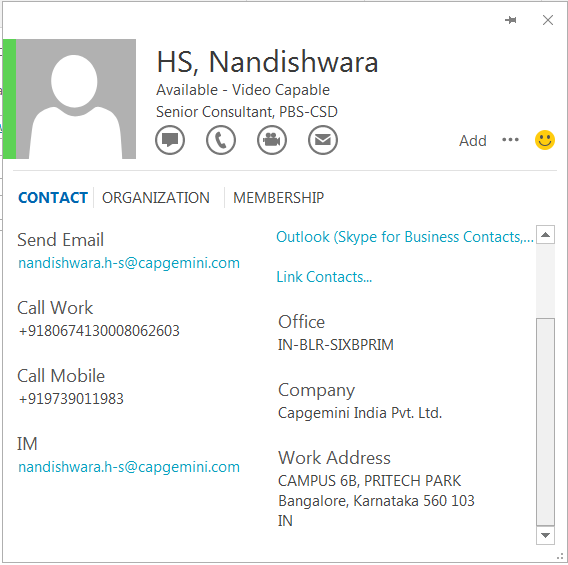 HS, Nandishwara
Available - Video Capable
Senior Consultant, PBS-CSD
Add
CONTACT ORGANIZATION MEMBERSHIP
Send Email
nandishwara.h-s@capgemini.com
Call Work
+9180674130008062603
Call Mobile
+919739011983
IM
nandishwara.h-s@capgemini.com
Outlook (Skype for Business Contacts,...
Link Contacts...
Office
IN-BLR-SIXBPRIM
Company
Capgemini India Pvt. Ltd.
Work Address
CAMPUS 6B, PRITECH PARK
Bangalore, Karnataka 560 103
IN